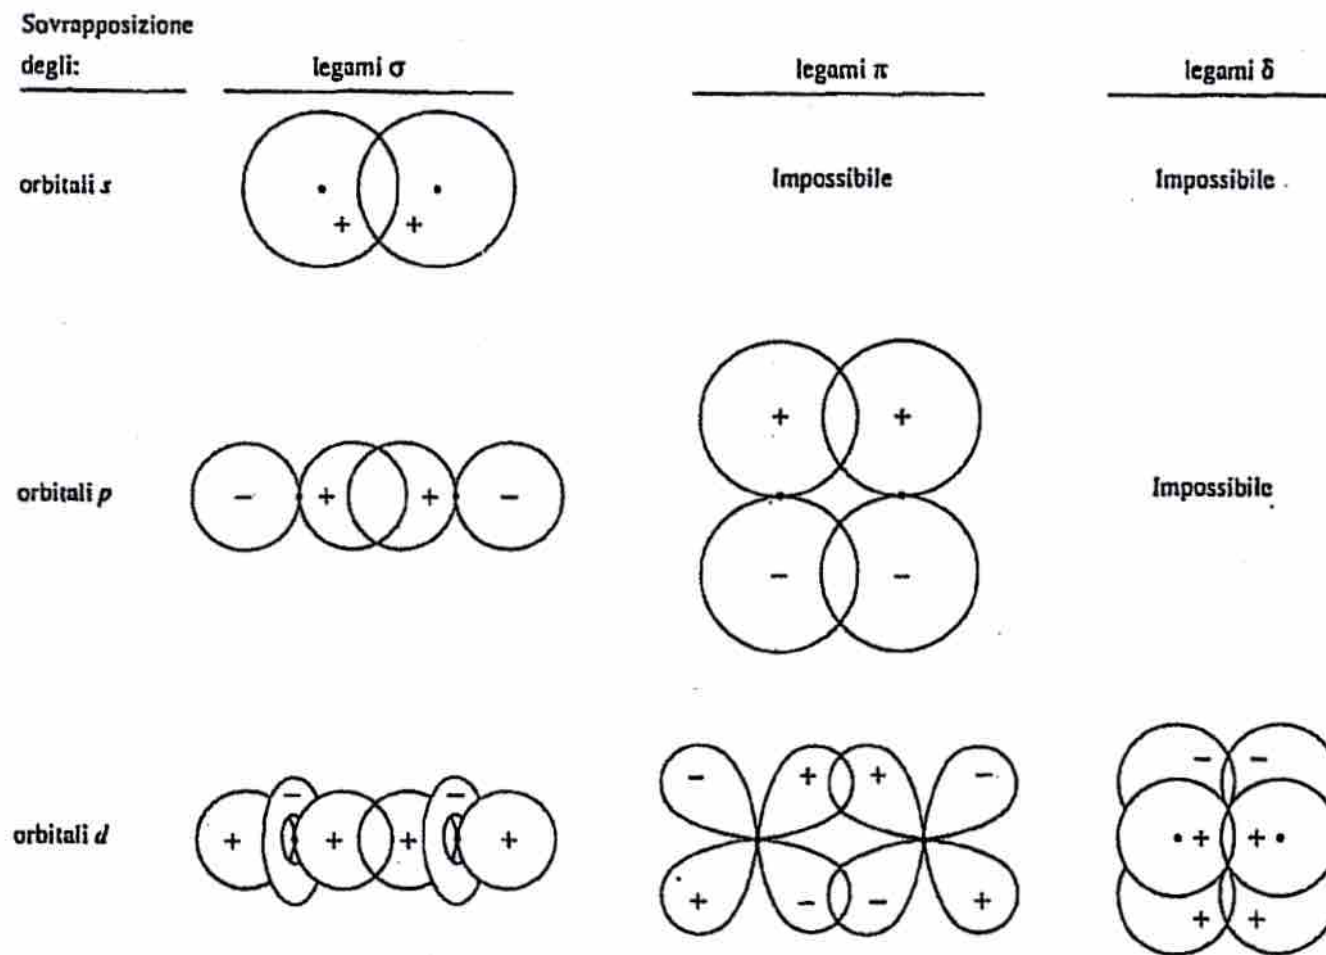 Sovrapposizione
degli:
legami σ
legami π
legami δ
orbitali s
+ +
Impossibile
Impossibile
orbitali p
- + + -
+ +
- -
Impossibile
orbitali d
+ - + + - +
- + + -
+ - - +
- -
+ +
+ +